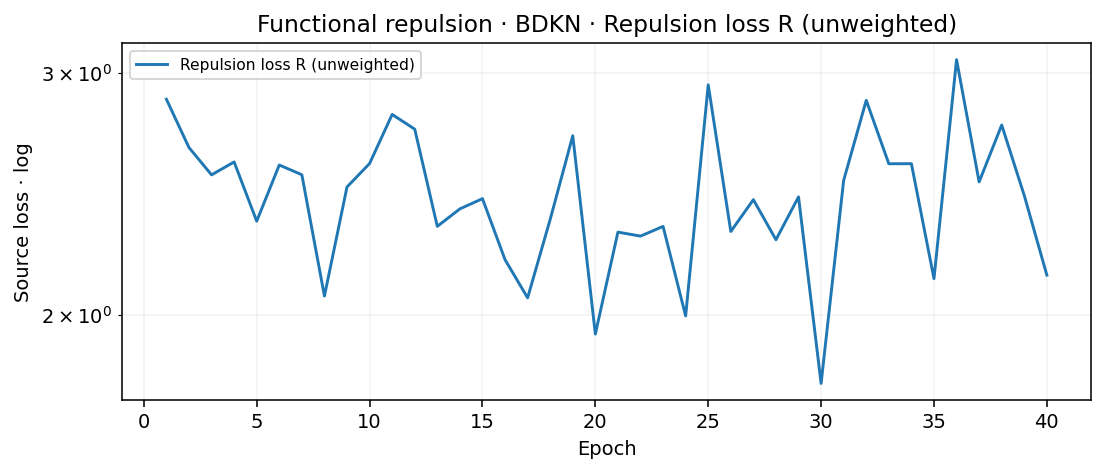 Functional repulsion · BDKN · Repulsion loss R (unweighted)
Repulsion loss R (unweighted)
3 × 10⁰
2 × 10⁰
Source loss · log
0 5 10 15 20 25 30 35 40
Epoch